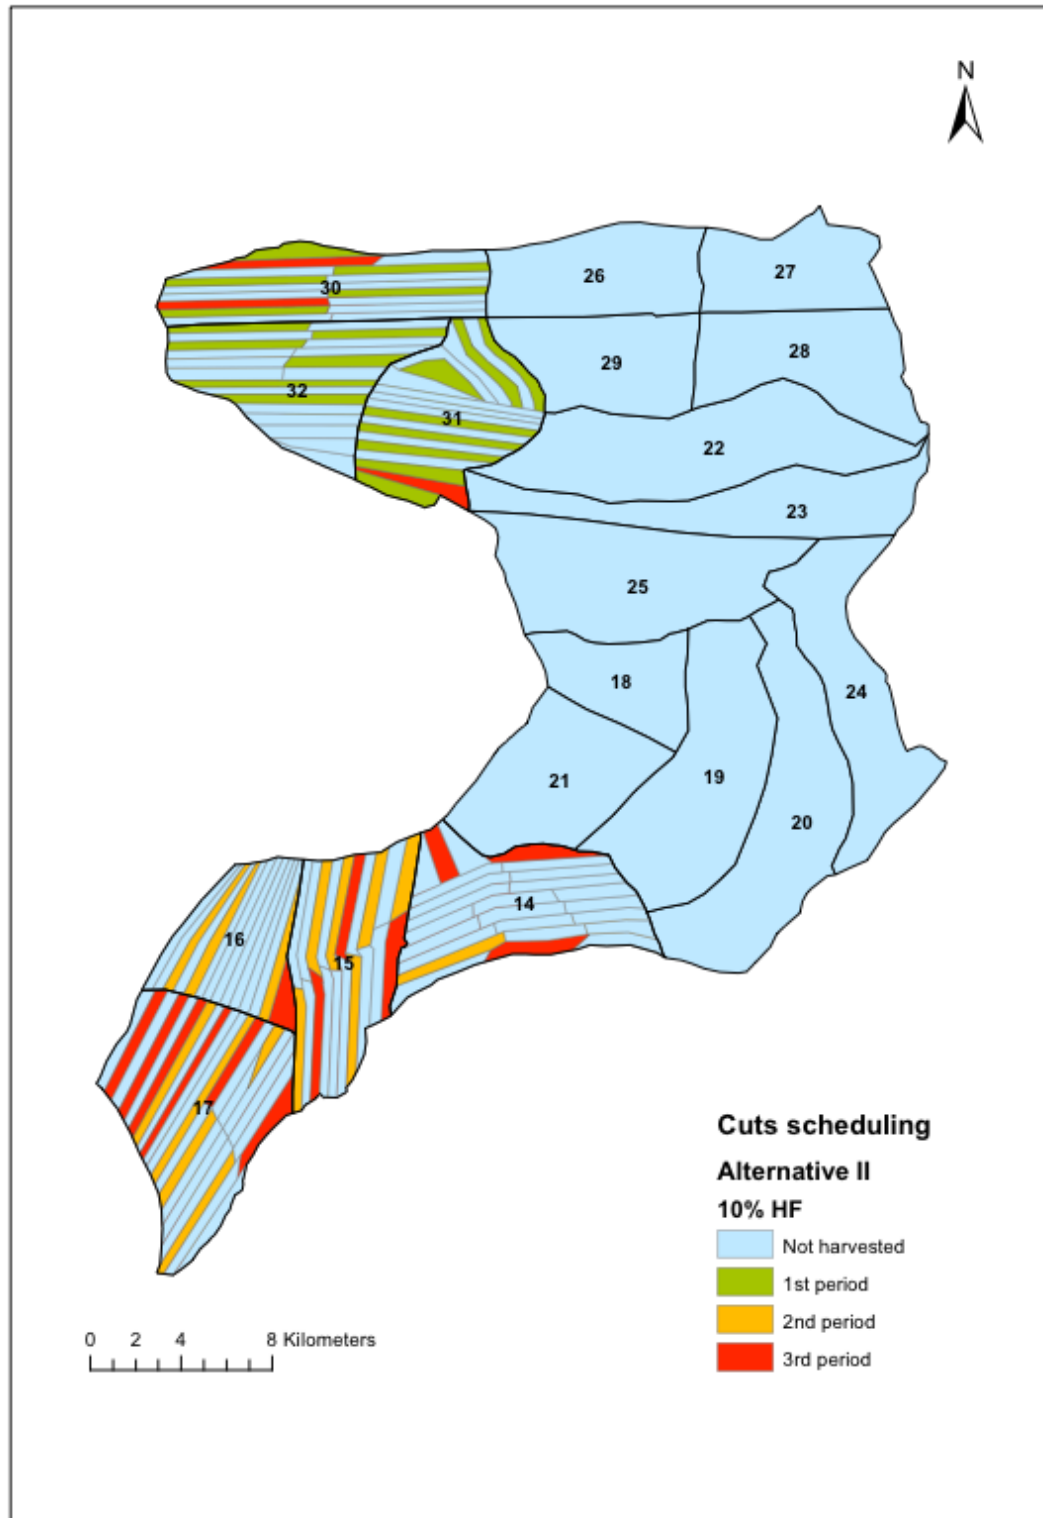 N
27
26
30
28
29
32
31
22
23
25
18
24
19
21
20
14
16
15
17
Cuts scheduling
Alternative II
10% HF
Not harvested
1st period
2nd period
3rd period
0 2 4 8 Kilometers